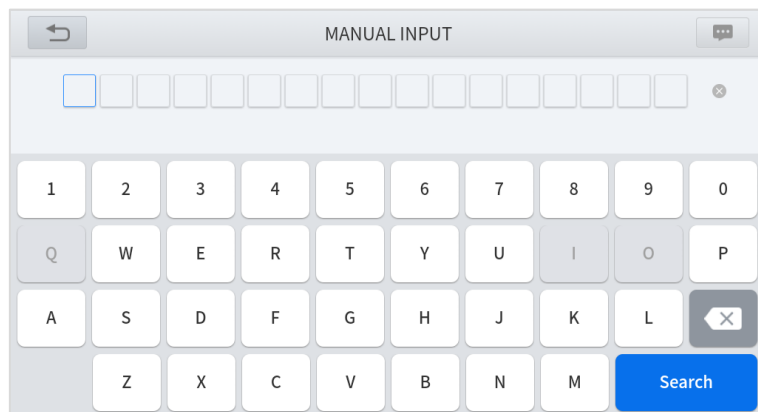 MANUAL INPUT
1 2 3 4 5 6 7 8 9 0
Q W E R T Y U I O P
A S D F G H J K L
Z X C V B N M Search